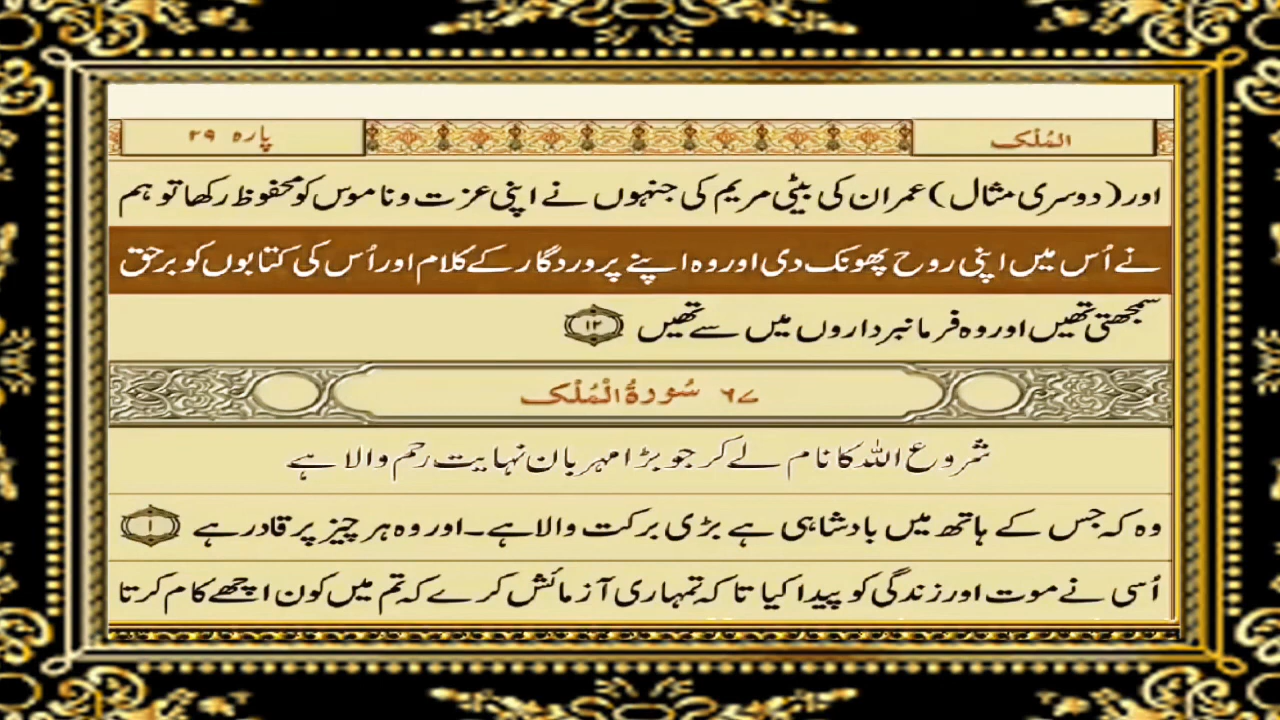 الملک
پارہ ۲۹
اور (دوسری مثال) عمران کی بیٹی مریم کی جنہوں نے اپنی عزت و ناموس کو محفوظ رکھا تو ہم
نے اُس میں اپنی روح پھونک دی اور وہ اپنے پروردگار کے کلام اور اُس کی کتابوں کو برحق
سمجھتی تھیں اور وہ فرمانبرداروں میں سے تھیں ۱۲
۶۷ سُورۃُ الْمُلْک
شروع اللہ کا نام لے کر جو بڑا مہربان نہایت رحم والا ہے
وہ کہ جس کے ہاتھ میں بادشاہی ہے بڑی برکت والا ہے۔ اور وہ ہر چیز پر قادر ہے ۱
اُسی نے موت اور زندگی کو پیدا کیا تا کہ تمہاری آزمائش کرے کہ تم میں کون اچھے کام کرتا